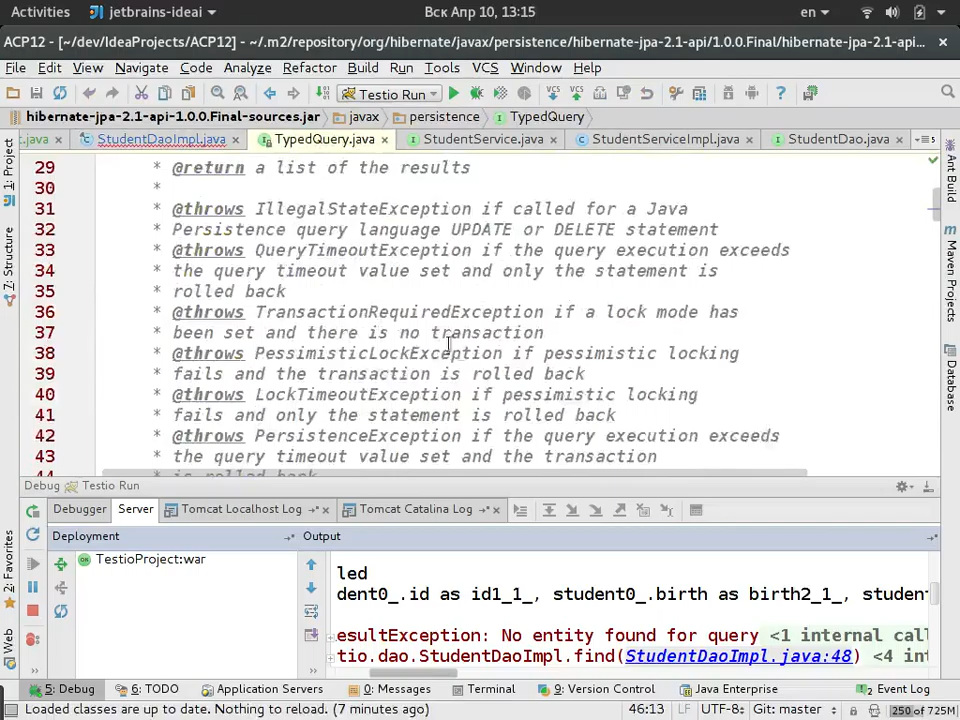 Activities jetbrains-ideai Вск Апр 10, 13:15 en
ACP12 - [~/dev/IdeaProjects/ACP12] - ~/.m2/repository/org/hibernate/javax/persistence/hibernate-jpa-2.1-api/1.0.0.Final/hibernate-jpa-2.1-api...
File Edit View Navigate Code Analyze Refactor Build Run Tools VCS Window Help
Testio Run
hibernate-jpa-2.1-api-1.0.0.Final-sources.jar javax persistence TypedQuery
.java StudentDaoImpl.java TypedQuery.java StudentService.java StudentServiceImpl.java StudentDao.java 5
29 * @return a list of the results
30 *
31 * @throws IllegalStateException if called for a Java
32 * Persistence query language UPDATE or DELETE statement
33 * @throws QueryTimeoutException if the query execution exceeds
34 * the query timeout value set and only the statement is
35 * rolled back
36 * @throws TransactionRequiredException if a lock mode has
37 * been set and there is no transaction
38 * @throws PessimisticLockException if pessimistic locking
39 * fails and the transaction is rolled back
40 * @throws LockTimeoutException if pessimistic locking
41 * fails and only the statement is rolled back
42 * @throws PersistenceException if the query execution exceeds
43 * the query timeout value set and the transaction
44 * is rolled back
1: Project
7: Structure
2: Favorites
Web
Ant Build
Maven Projects
Database
Debug Testio Run
Debugger Server Tomcat Localhost Log Tomcat Catalina Log
Deployment Output
TestioProject:war
led
dent0_.id as id1_1_, student0_.birth as birth2_1_, studen
esultException: No entity found for query <1 internal call
tio.dao.StudentDaoImpl.find(StudentDaoImpl.java:48) <4 int
5: Debug 6: TODO Application Servers 0: Messages Terminal 9: Version Control Java Enterprise Event Log
Loaded classes are up to date. Nothing to reload. (7 minutes ago) 46:13 LF UTF-8 Git: master 250 of 725M